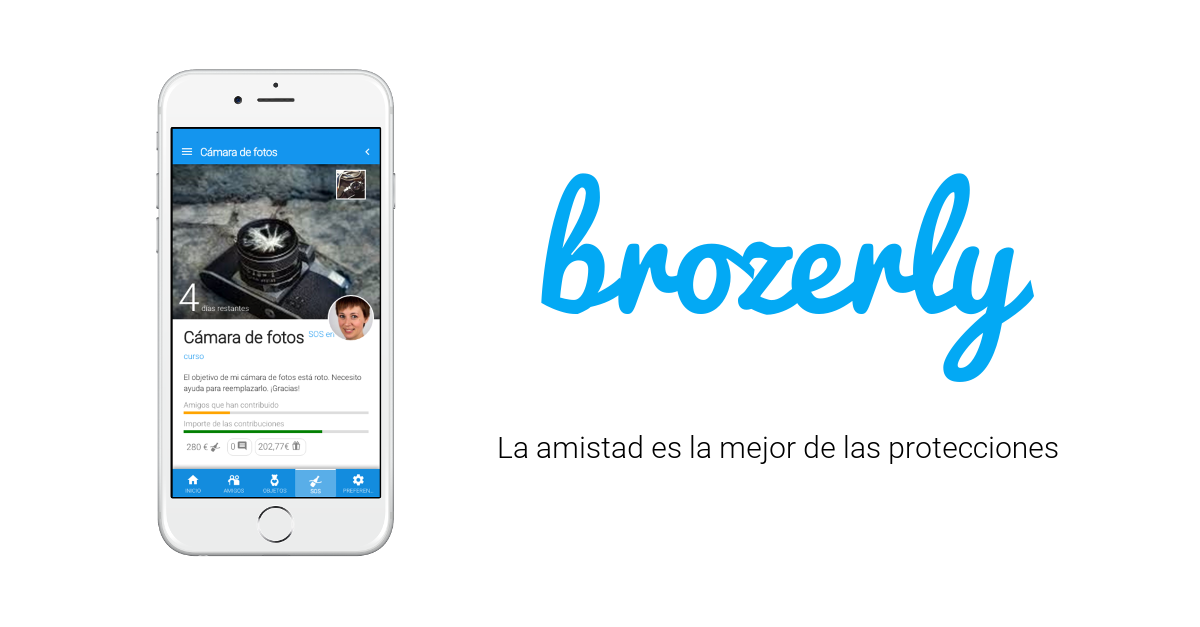 Cámara de fotos
4 días restantes
Cámara de fotos SOS en
curso
El objetivo de mi cámara de fotos está roto. Necesito
ayuda para reemplazarlo. ¡Gracias!
Amigos que han contribuido
Importe de las contribuciones
280 € 0 202,77€
INICIO AMIGOS OBJETOS SOS PREFEREN...
brozerly
La amistad es la mejor de las protecciones